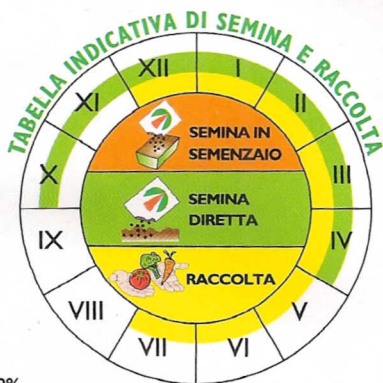 TABELLA INDICATIVA DI SEMINA E RACCOLTA
XII
I
II
III
IV
V
VI
VII
VIII
IX
X
XI
SEMINA IN
SEMENZAIO
SEMINA
DIRETTA
RACCOLTA